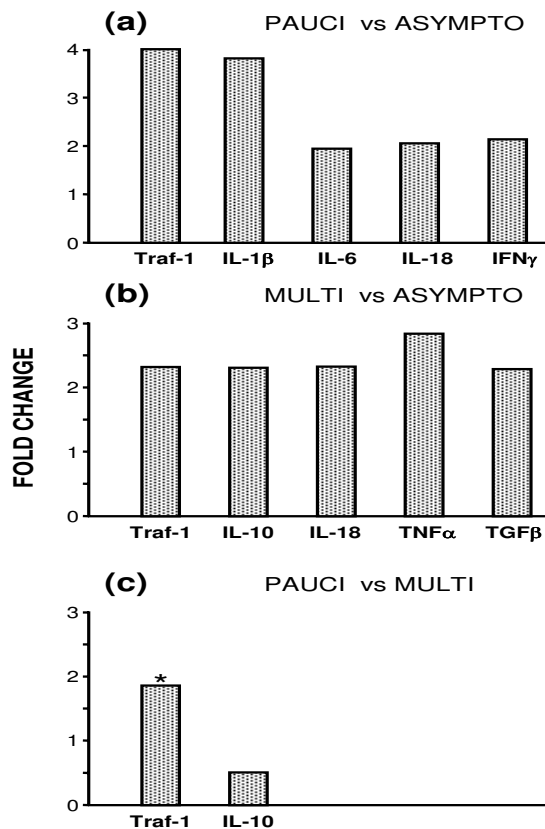 (a) PAUCI vs ASYMPTO
4
3
2
1
0
Traf-1 IL-1β IL-6 IL-18 IFNγ
(b) MULTI vs ASYMPTO
3
2
1
0
Traf-1 IL-10 IL-18 TNFα TGFβ
FOLD CHANGE
(c) PAUCI vs MULTI
3
2
1
0
*
Traf-1 IL-10